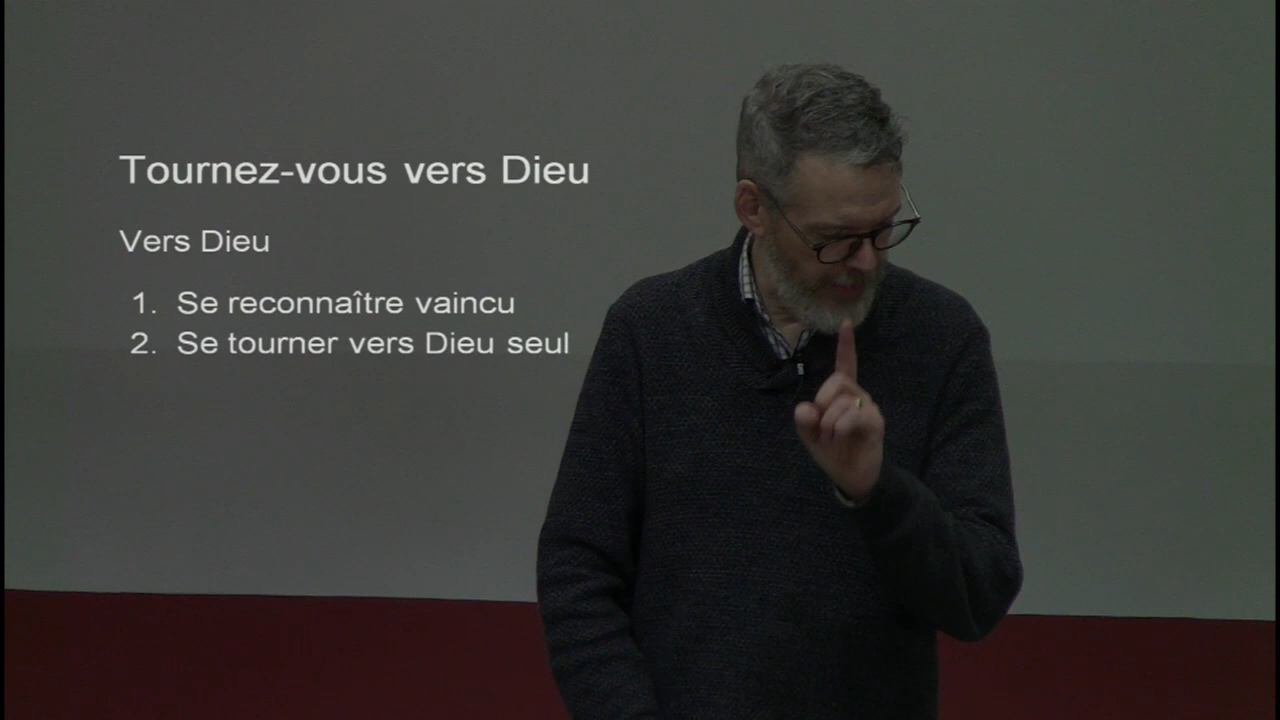 Tournez-vous vers Dieu
Vers Dieu
1. Se reconnaître vaincu
2. Se tourner vers Dieu seul